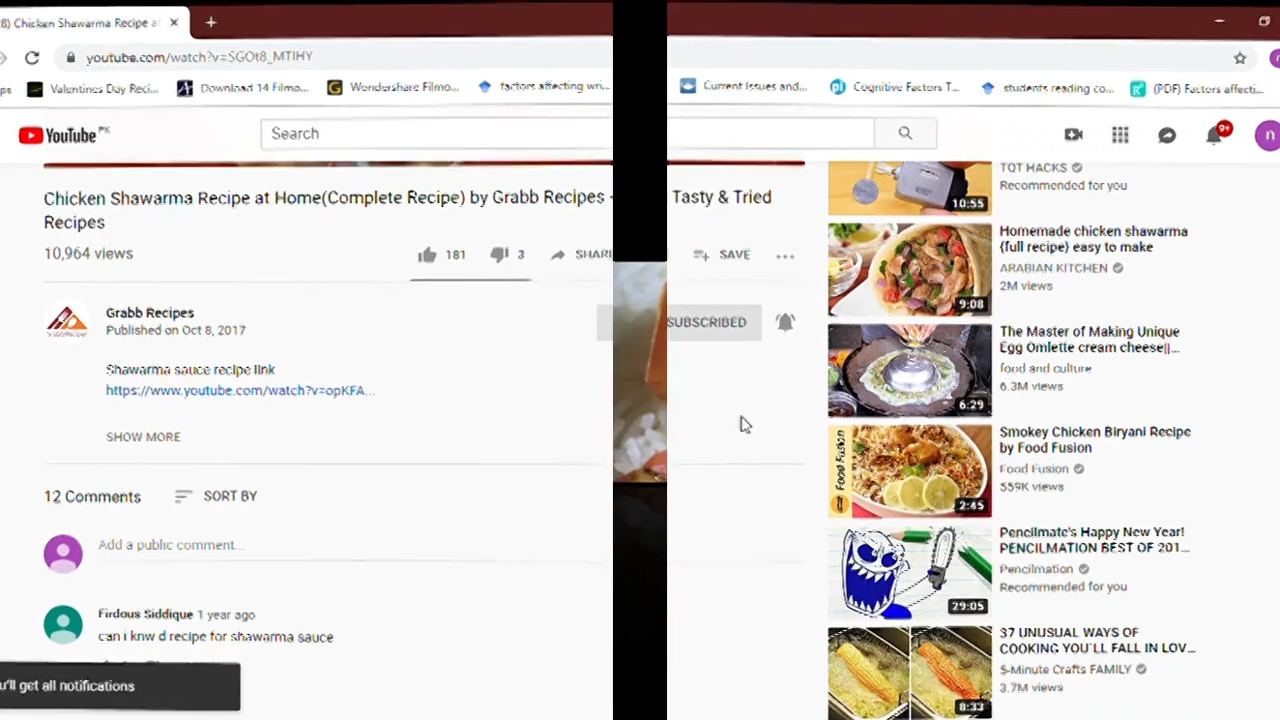 Chicken Shawarma Recipe a
youtube.com/watch?v=SGOt8_MTIHY
Valentines Day Reci...
Download 14 Filmo...
Wondershare Filmo...
factors affecting wri...
Current Issues and...
Cognitive Factors T...
students reading co...
(PDF) Factors affecti...
YouTube PK
Search
9+
n
Chicken Shawarma Recipe at Home(Complete Recipe) by Grabb Recipes - Tasty & Tried
Recipes
10,964 views
181
3
SHAR
SAVE
Grabb Recipes
Published on Oct 8, 2017
SUBSCRIBED
Shawarma sauce recipe link
https://www.youtube.com/watch?v=opKFA...
SHOW MORE
12 Comments
SORT BY
Add a public comment...
Firdous Siddique 1 year ago
can i knw d recipe for shawarma sauce
u'll get all notifications
TQT HACKS
Recommended for you
10:55
Homemade chicken shawarma
(full recipe) easy to make
ARABIAN KITCHEN
2M views
9:08
The Master of Making Unique
Egg Omlette cream cheese||...
food and culture
6.3M views
6:29
Smokey Chicken Biryani Recipe
by Food Fusion
Food Fusion
559K views
Food Fusion
2:45
Pencilmate's Happy New Year!
PENCILMATION BEST OF 201...
Pencilmation
Recommended for you
29:05
37 UNUSUAL WAYS OF
COOKING YOU'LL FALL IN LOV...
5-Minute Crafts FAMILY
3.7M views
8:33